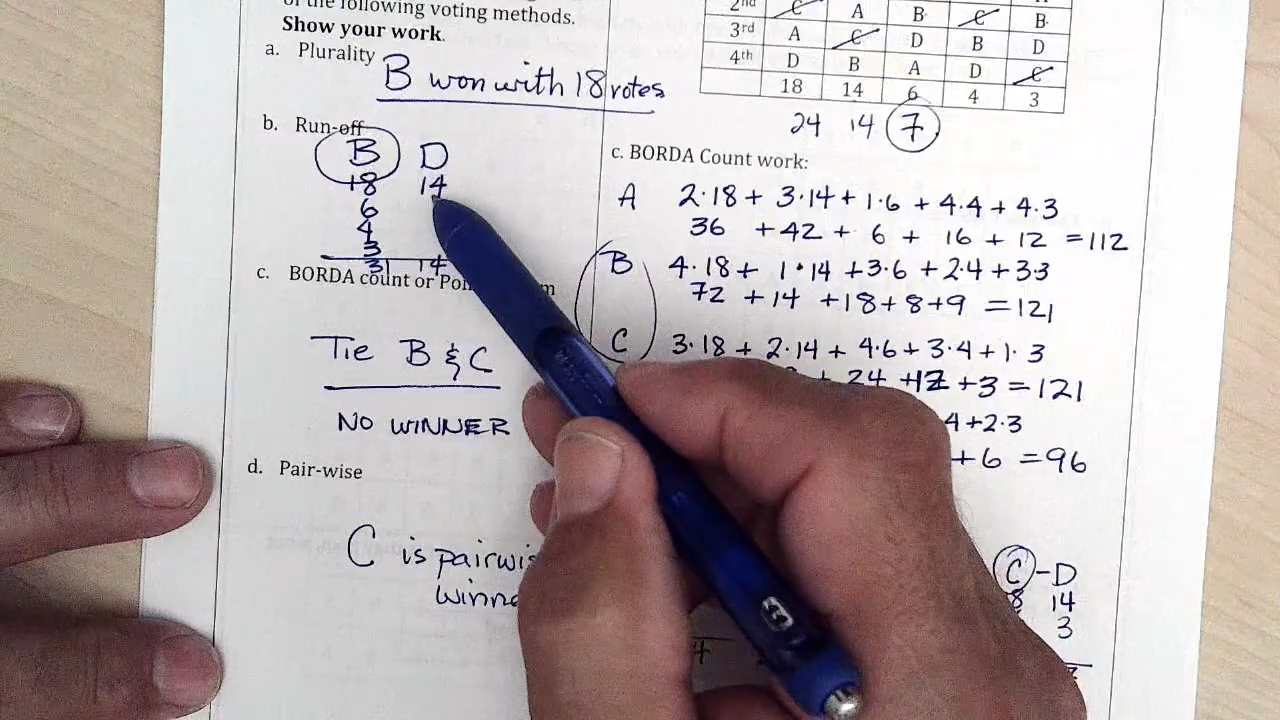 of the following voting methods.
Show your work.
a. Plurality
B won with 18 votes
b. Run-off
B D
18 14
6
4
3
31 14
c. BORDA count or Po m
Tie B & C
NO WINNER
d. Pair-wise
C is pairwi
winn
2nd C A B C B
3rd A C D B D
4th D B A D C
18 14 6 4 3
24 14 7
c. BORDA Count work:
A 2·18 + 3·14 + 1·6 + 4·4 + 4·3
36 + 42 + 6 + 16 + 12 = 112
B 4·18 + 1·14 + 3·6 + 2·4 + 3·3
72 + 14 + 18 + 8 + 9 = 121
C 3·18 + 2·14 + 4·6 + 3·4 + 1·3
+ 24 + 12 + 3 = 121
4 + 2·3
+ 6 = 96
C - D
8 14
3
4